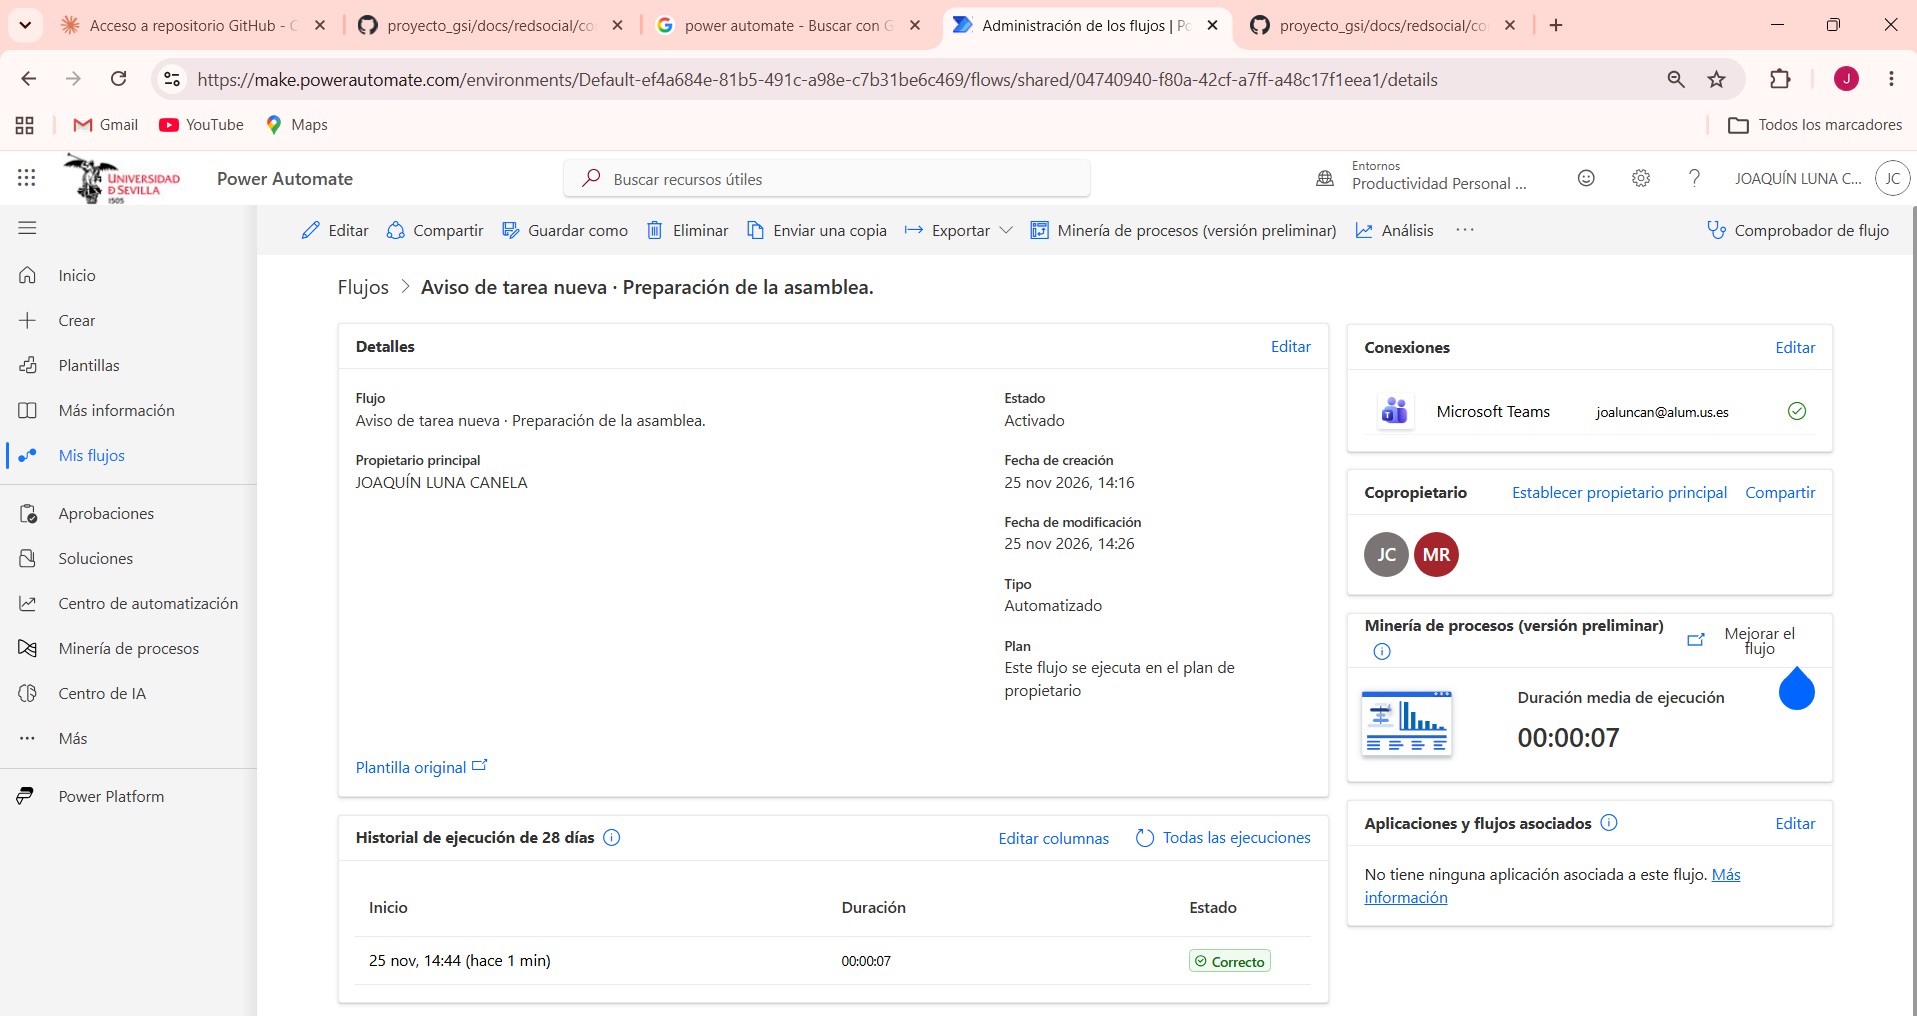 Acceso a repositorio GitHub - C
proyecto_gsi/docs/redsocial/co
power automate - Buscar con G
Administración de los flujos | Po
proyecto_gsi/docs/redsocial/co
https://make.powerautomate.com/environments/Default-ef4a684e-81b5-491c-a98e-c7b31be6c469/flows/shared/04740940-f80a-42cf-a7ff-a48c17f1eea1/details
J
Gmail
YouTube
Maps
Todos los marcadores
UNIVERSIDAD
D SEVILLA
1505
Power Automate
Buscar recursos útiles
Entornos
Productividad Personal ...
JOAQUÍN LUNA C...
JC
Editar
Compartir
Guardar como
Eliminar
Enviar una copia
Exportar
Minería de procesos (versión preliminar)
Análisis
Comprobador de flujo
Inicio
Crear
Plantillas
Más información
Mis flujos
Aprobaciones
Soluciones
Centro de automatización
Minería de procesos
Centro de IA
Más
Power Platform
Flujos > Aviso de tarea nueva · Preparación de la asamblea.
Detalles
Editar
Flujo
Aviso de tarea nueva · Preparación de la asamblea.
Propietario principal
JOAQUÍN LUNA CANELA
Estado
Activado
Fecha de creación
25 nov 2026, 14:16
Fecha de modificación
25 nov 2026, 14:26
Tipo
Automatizado
Plan
Este flujo se ejecuta en el plan de
propietario
Plantilla original
Historial de ejecución de 28 días
Editar columnas
Todas las ejecuciones
Inicio
Duración
Estado
25 nov, 14:44 (hace 1 min)
00:00:07
Correcto
Conexiones
Editar
Microsoft Teams
joaluncan@alum.us.es
Copropietario
Establecer propietario principal
Compartir
JC
MR
Minería de procesos (versión preliminar)
Mejorar el
flujo
Duración media de ejecución
00:00:07
Aplicaciones y flujos asociados
Editar
No tiene ninguna aplicación asociada a este flujo. Más
información